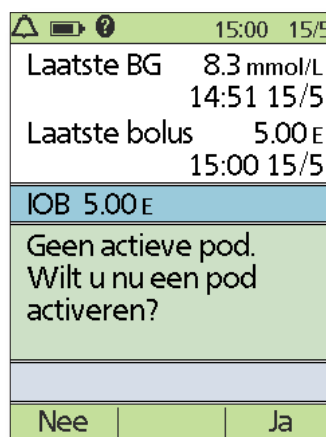 15:00 15/5
Laatste BG 8.3 mmol/L
14:51 15/5
Laatste bolus 5.00 E
15:00 15/5
IOB 5.00 E
Geen actieve pod.
Wilt u nu een pod
activeren?
Nee Ja